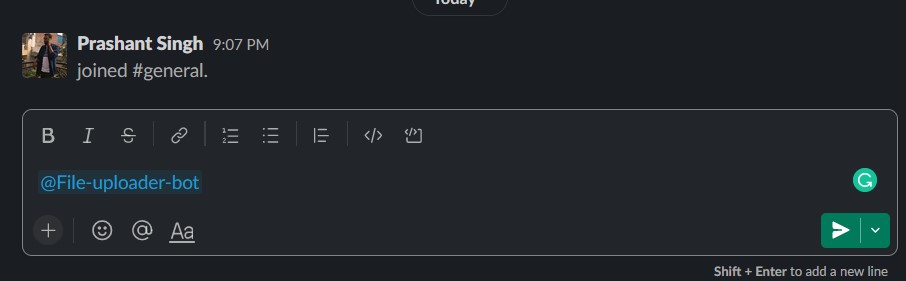 Today
Prashant Singh 9:07 PM
joined #general.
B I S
@File-uploader-bot
Aa
Shift + Enter to add a new line